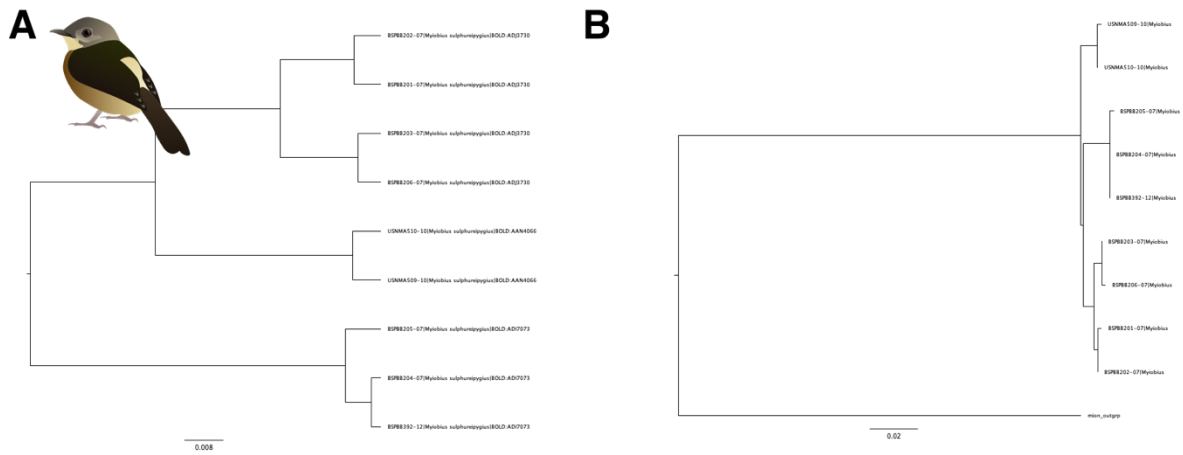 A
BSPBB202-07|Myiobius sulphureipygius|BOLD:ADJ3730
BSPBB201-07|Myiobius sulphureipygius|BOLD:ADJ3730
BSPBB203-07|Myiobius sulphureipygius|BOLD:ADJ3730
BSPBB206-07|Myiobius sulphureipygius|BOLD:ADJ3730
USNMA510-10|Myiobius sulphureipygius|BOLD:AAN4066
USNMA509-10|Myiobius sulphureipygius|BOLD:AAN4066
BSPBB205-07|Myiobius sulphureipygius|BOLD:ADI7073
BSPBB204-07|Myiobius sulphureipygius|BOLD:ADI7073
BSPBB392-12|Myiobius sulphureipygius|BOLD:ADI7073
0.008
B
USNMA509-10|Myiobius
USNMA510-10|Myiobius
BSPBB205-07|Myiobius
BSPBB204-07|Myiobius
BSPBB392-12|Myiobius
BSPBB203-07|Myiobius
BSPBB206-07|Myiobius
BSPBB201-07|Myiobius
BSPBB202-07|Myiobius
mion_outgrp
0.02